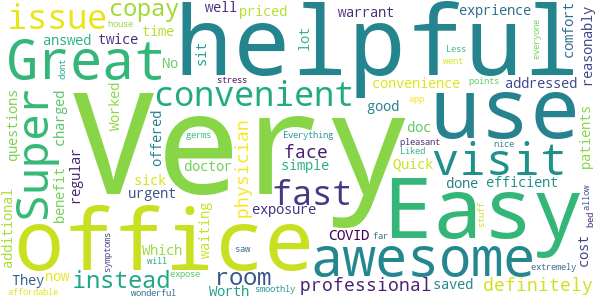 issue
copay
helpful
house
well
priced
warrant
exprience
answered
twice
time
No
sit
lot
comfort
reasonably
Less
everyone
went
dont
Great
convenient
stress
points
app
convenience
addressed
use
Very
good
doc
patients
questions
Super
charged
Worked
offered
germs
Everything
pleasant
Liked
nice
physician
face
doctor
simple
Quick
visit
benefit
regular
sick
urgent
fast
exposure
done
efficient
Easy
additional
office
Waiting
COVID
saved
definitely
Which
They
now
will
symptoms
saw
far
awesome
cost
bed
allow
stuff
instead
room
professional
Worth
expose
smoothly
extremely
affordable
wonderful